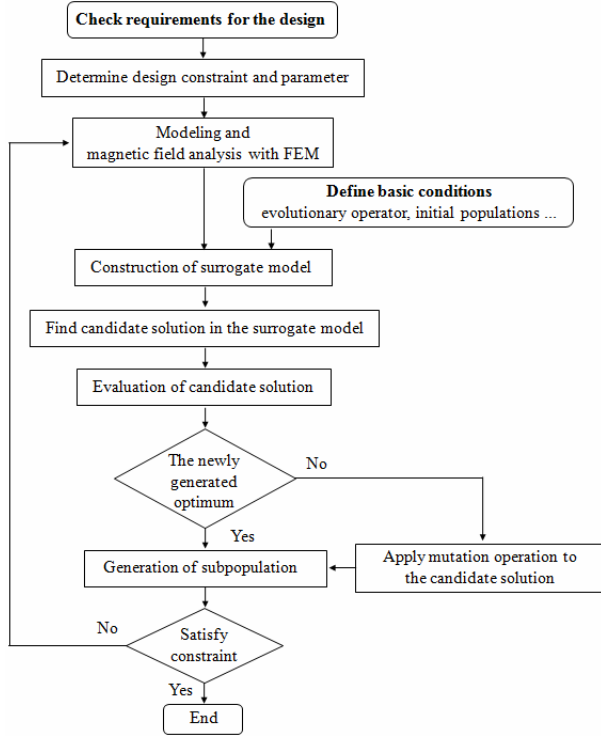 Check requirements for the design
Determine design constraint and parameter
Modeling and
magnetic field analysis with FEM
Define basic conditions
evolutionary operator, initial populations ...
Construction of surrogate model
Find candidate solution in the surrogate model
Evaluation of candidate solution
The newly
generated
optimum
No
Yes
Generation of subpopulation
Apply mutation operation to
the candidate solution
No
Satisfy
constraint
Yes
End